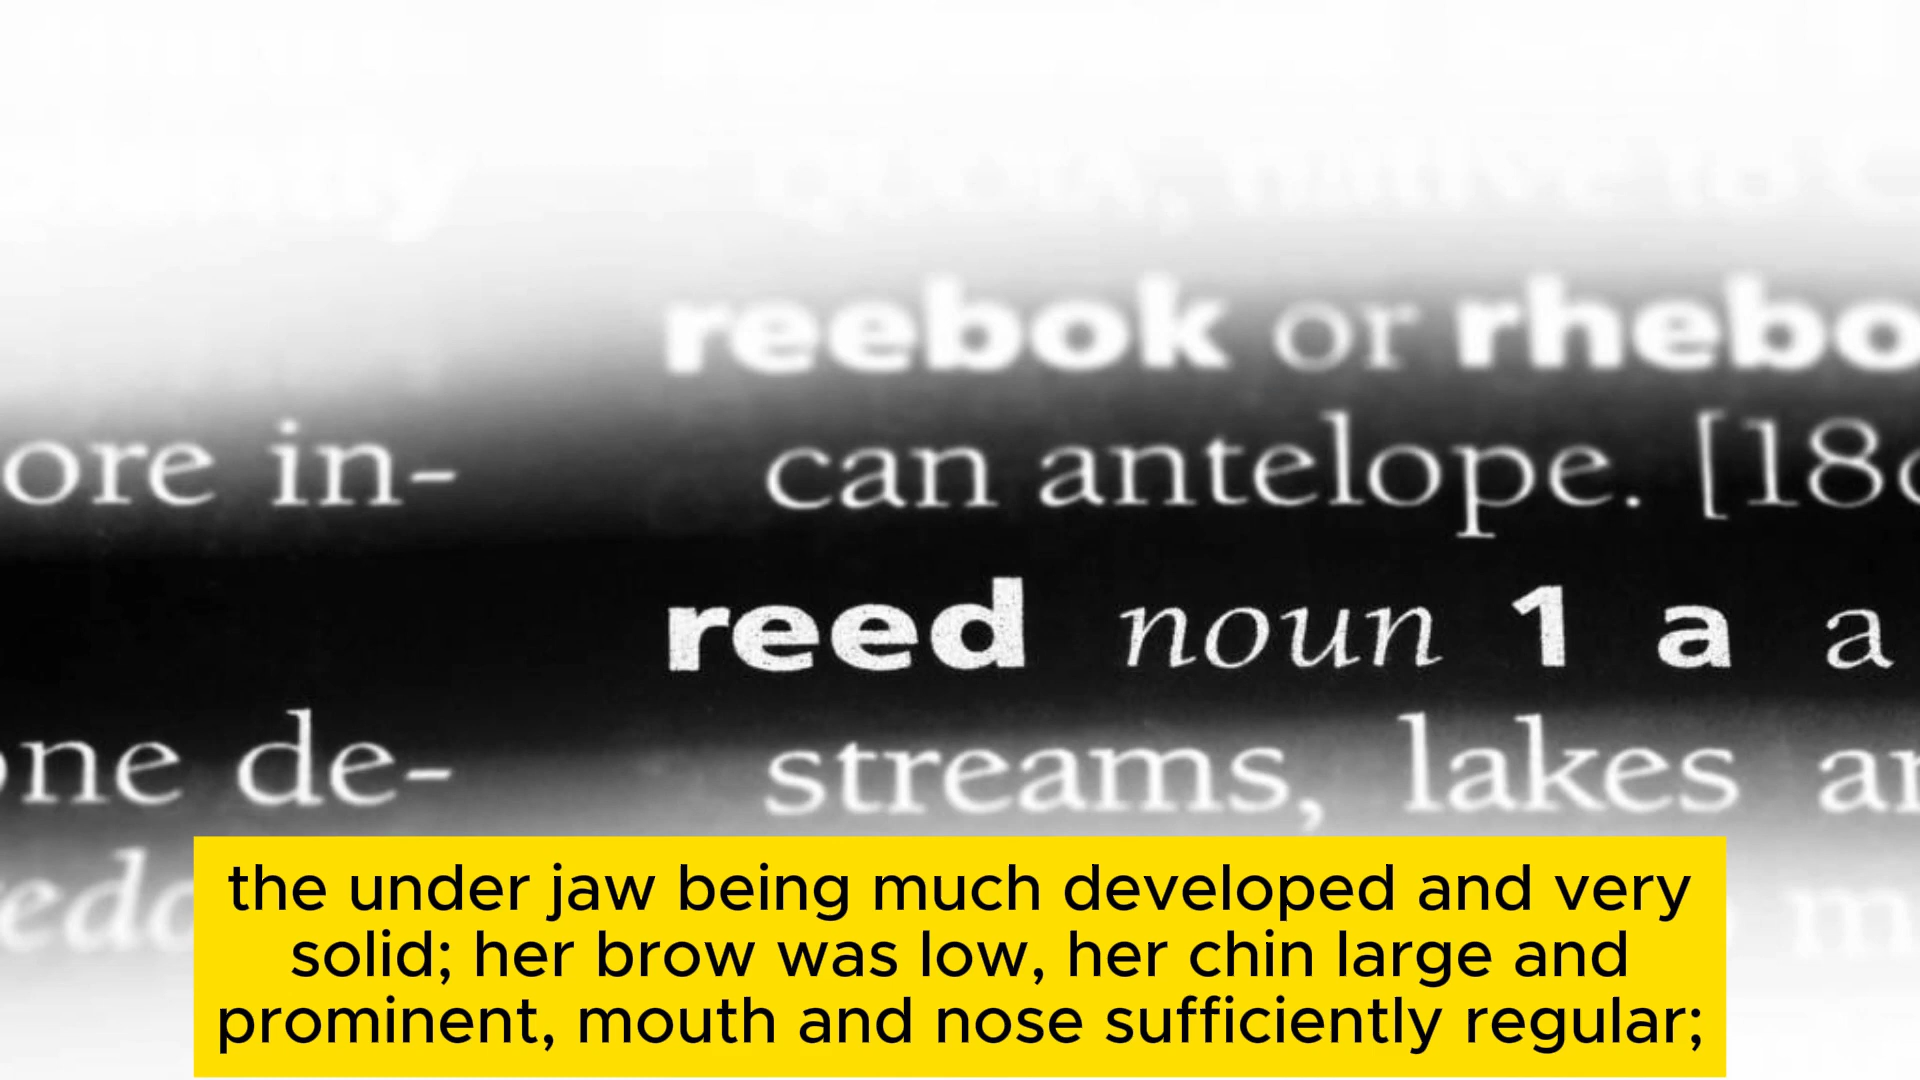 reebok or rhebo
ore in-
can antelope. [18
reed noun 1 a a
ne de-
streams, lakes
the under jaw being much developed and very
solid; her brow was low, her chin large and
prominent, mouth and nose sufficiently regular;